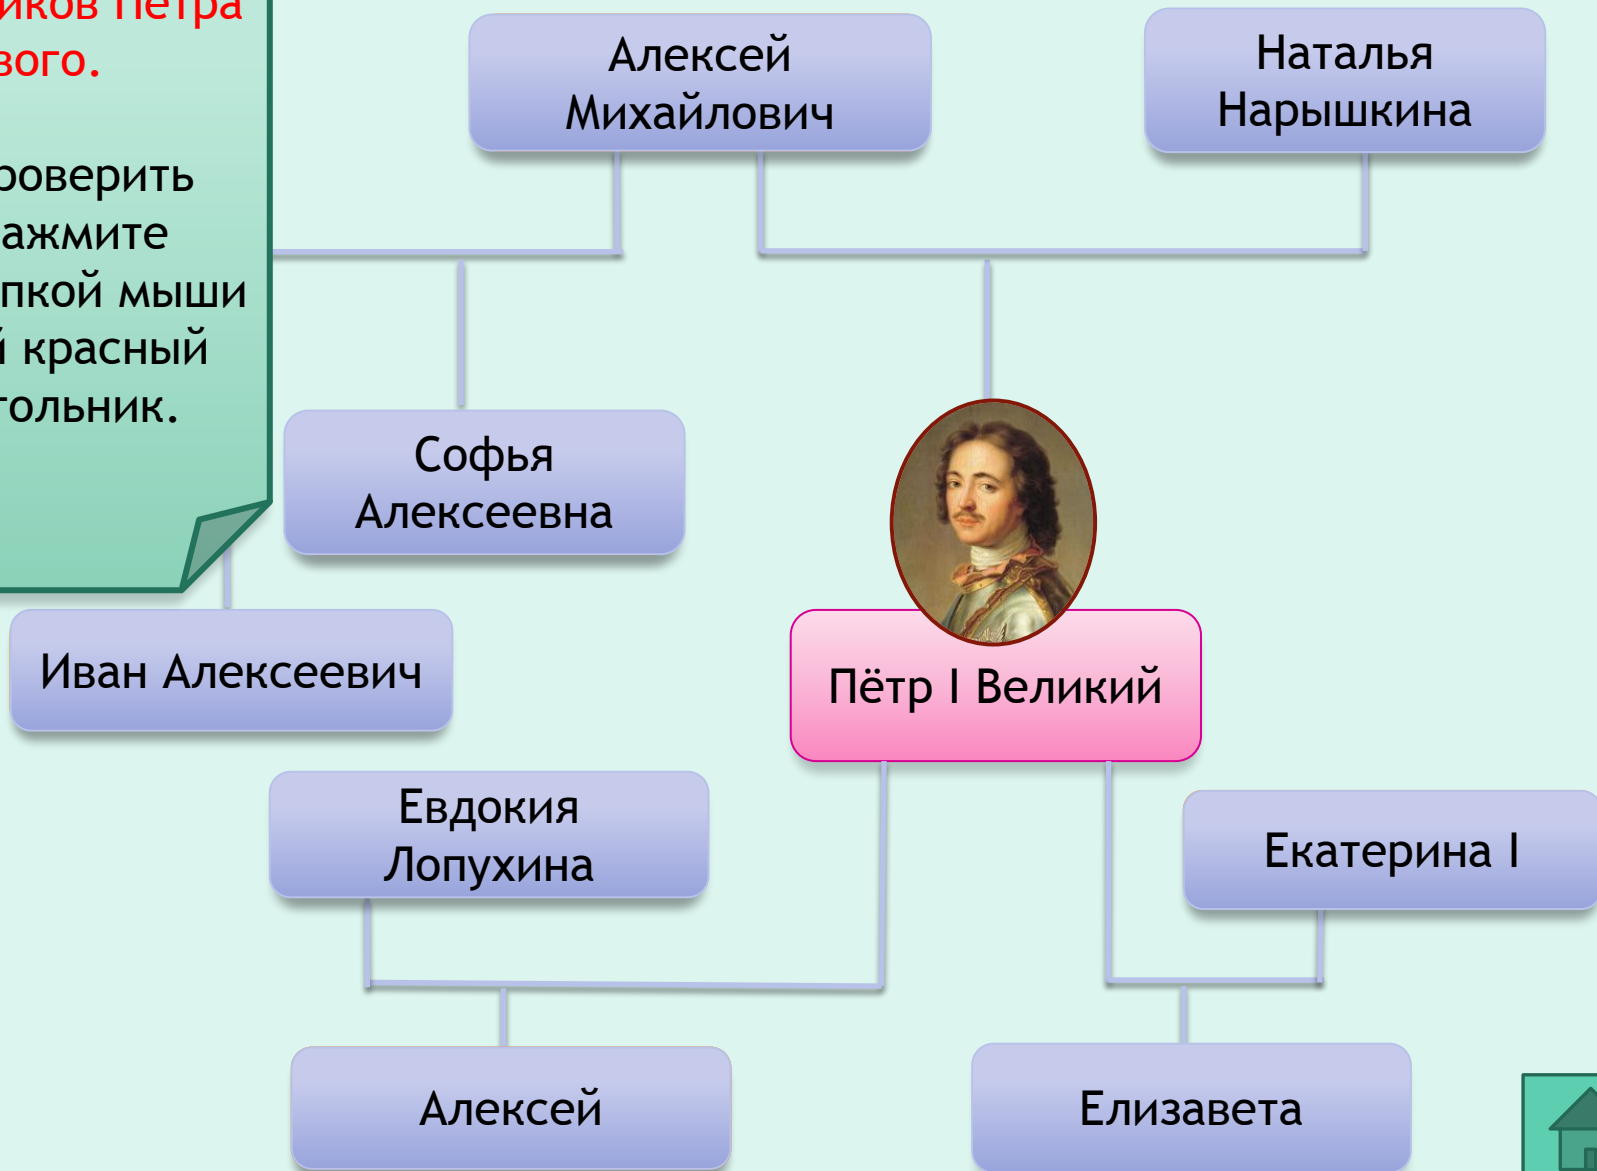 иков Петра
вого.
роверить
ажмите
пкой мыши
й красный
гольник.
Алексей
Михайлович
Наталья
Нарышкина
Софья
Алексеевна
Иван Алексеевич
Пётр I Великий
Евдокия
Лопухина
Екатерина I
Алексей
Елизавета